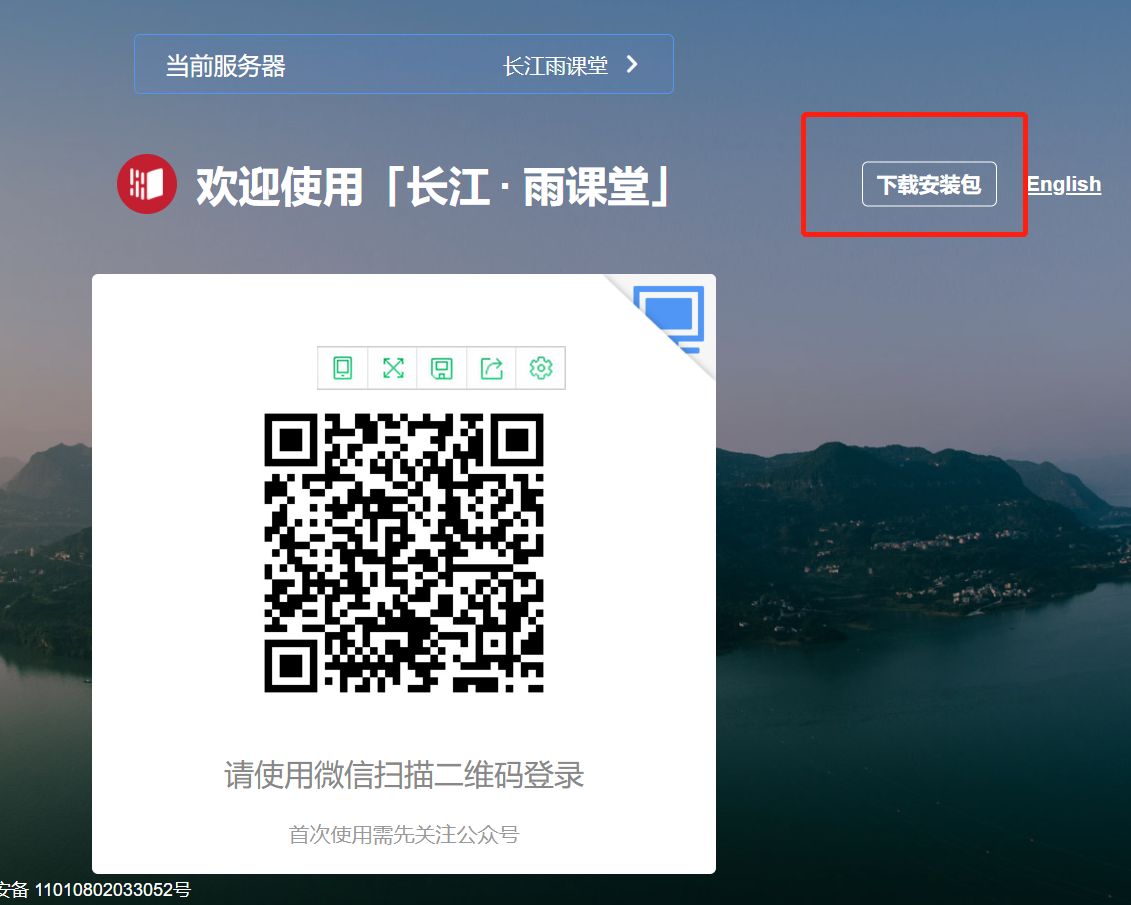 当前服务器
长江雨课堂
欢迎使用「长江 · 雨课堂」
下载安装包
English
请使用微信扫描二维码登录
首次使用需先关注公众号
安备 11010802033052号